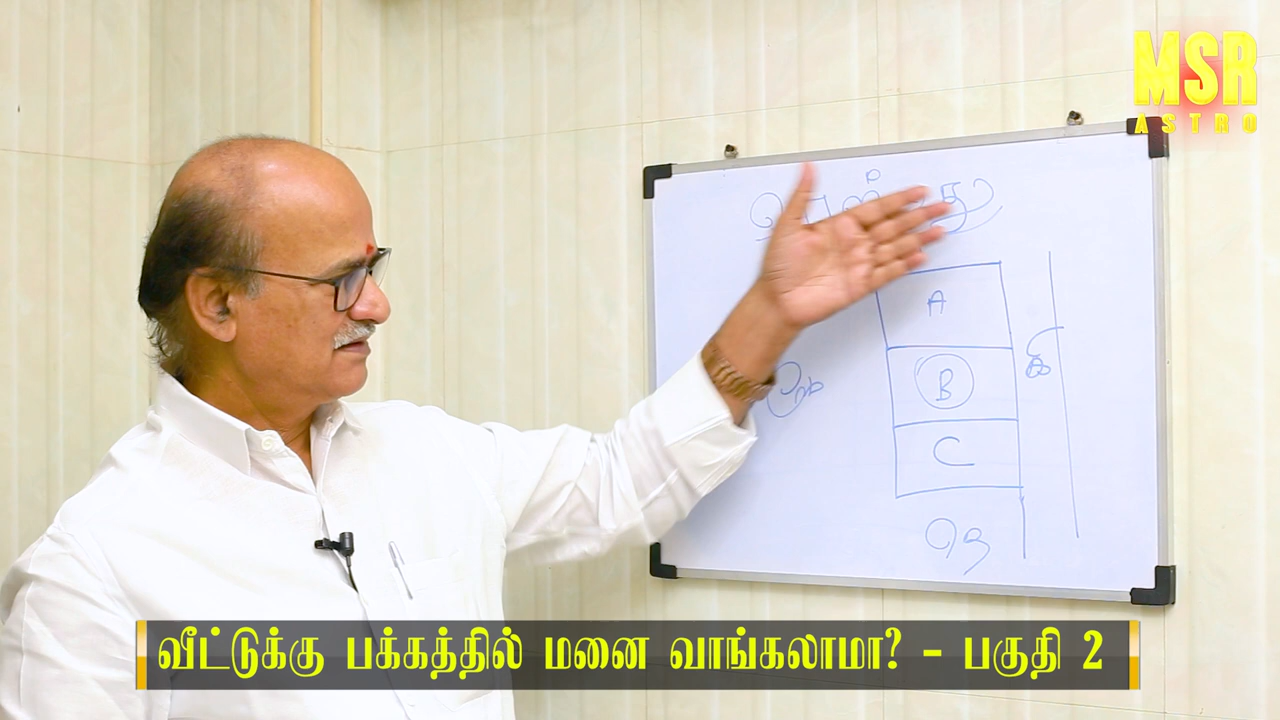 MSR
ASTRO
A
கி
மே
B
C
தெ
வீட்டுக்கு பக்கத்தில் மனை வாங்கலாமா? - பகுதி 2